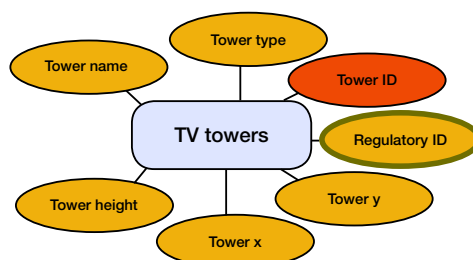 Tower type
Tower name
Tower ID
TV towers
Regulatory ID
Tower height
Tower y
Tower x